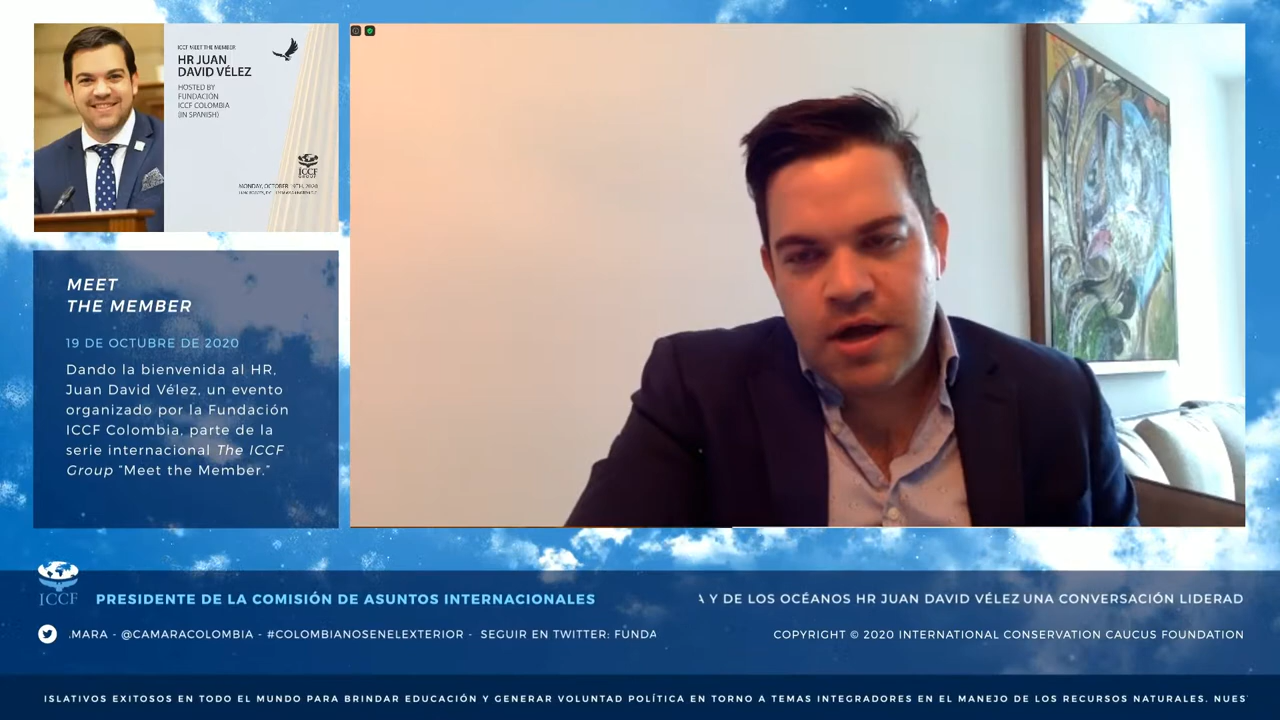 ICCF MEET THE MEMBER
HR JUAN
DAVID VÉLEZ
HOSTED BY
FUNDACIÓN
ICCF COLOMBIA
(IN SPANISH)
ICCF
GROUP
MONDAY, OCTOBER 19TH, 2020
MEET
THE MEMBER
19 DE OCTUBRE DE 2020
Dando la bienvenida al HR,
Juan David Vélez, un evento
organizado por la Fundación
ICCF Colombia, parte de la
serie internacional The ICCF
Group "Meet the Member."
ICCF
PRESIDENTE DE LA COMISIÓN DE ASUNTOS INTERNACIONALES
A Y DE LOS OCÉANOS HR JUAN DAVID VÉLEZ UNA CONVERSACIÓN LIDERAD
.MARA - @CAMARACOLOMBIA - #COLOMBIANOSENELEXTERIOR - SEGUIR EN TWITTER: FUNDA
COPYRIGHT © 2020 INTERNATIONAL CONSERVATION CAUCUS FOUNDATION
ISLATIVOS EXITOSOS EN TODO EL MUNDO PARA BRINDAR EDUCACIÓN Y GENERAR VOLUNTAD POLÍTICA EN TORNO A TEMAS INTEGRADORES EN EL MANEJO DE LOS RECURSOS NATURALES. NUES